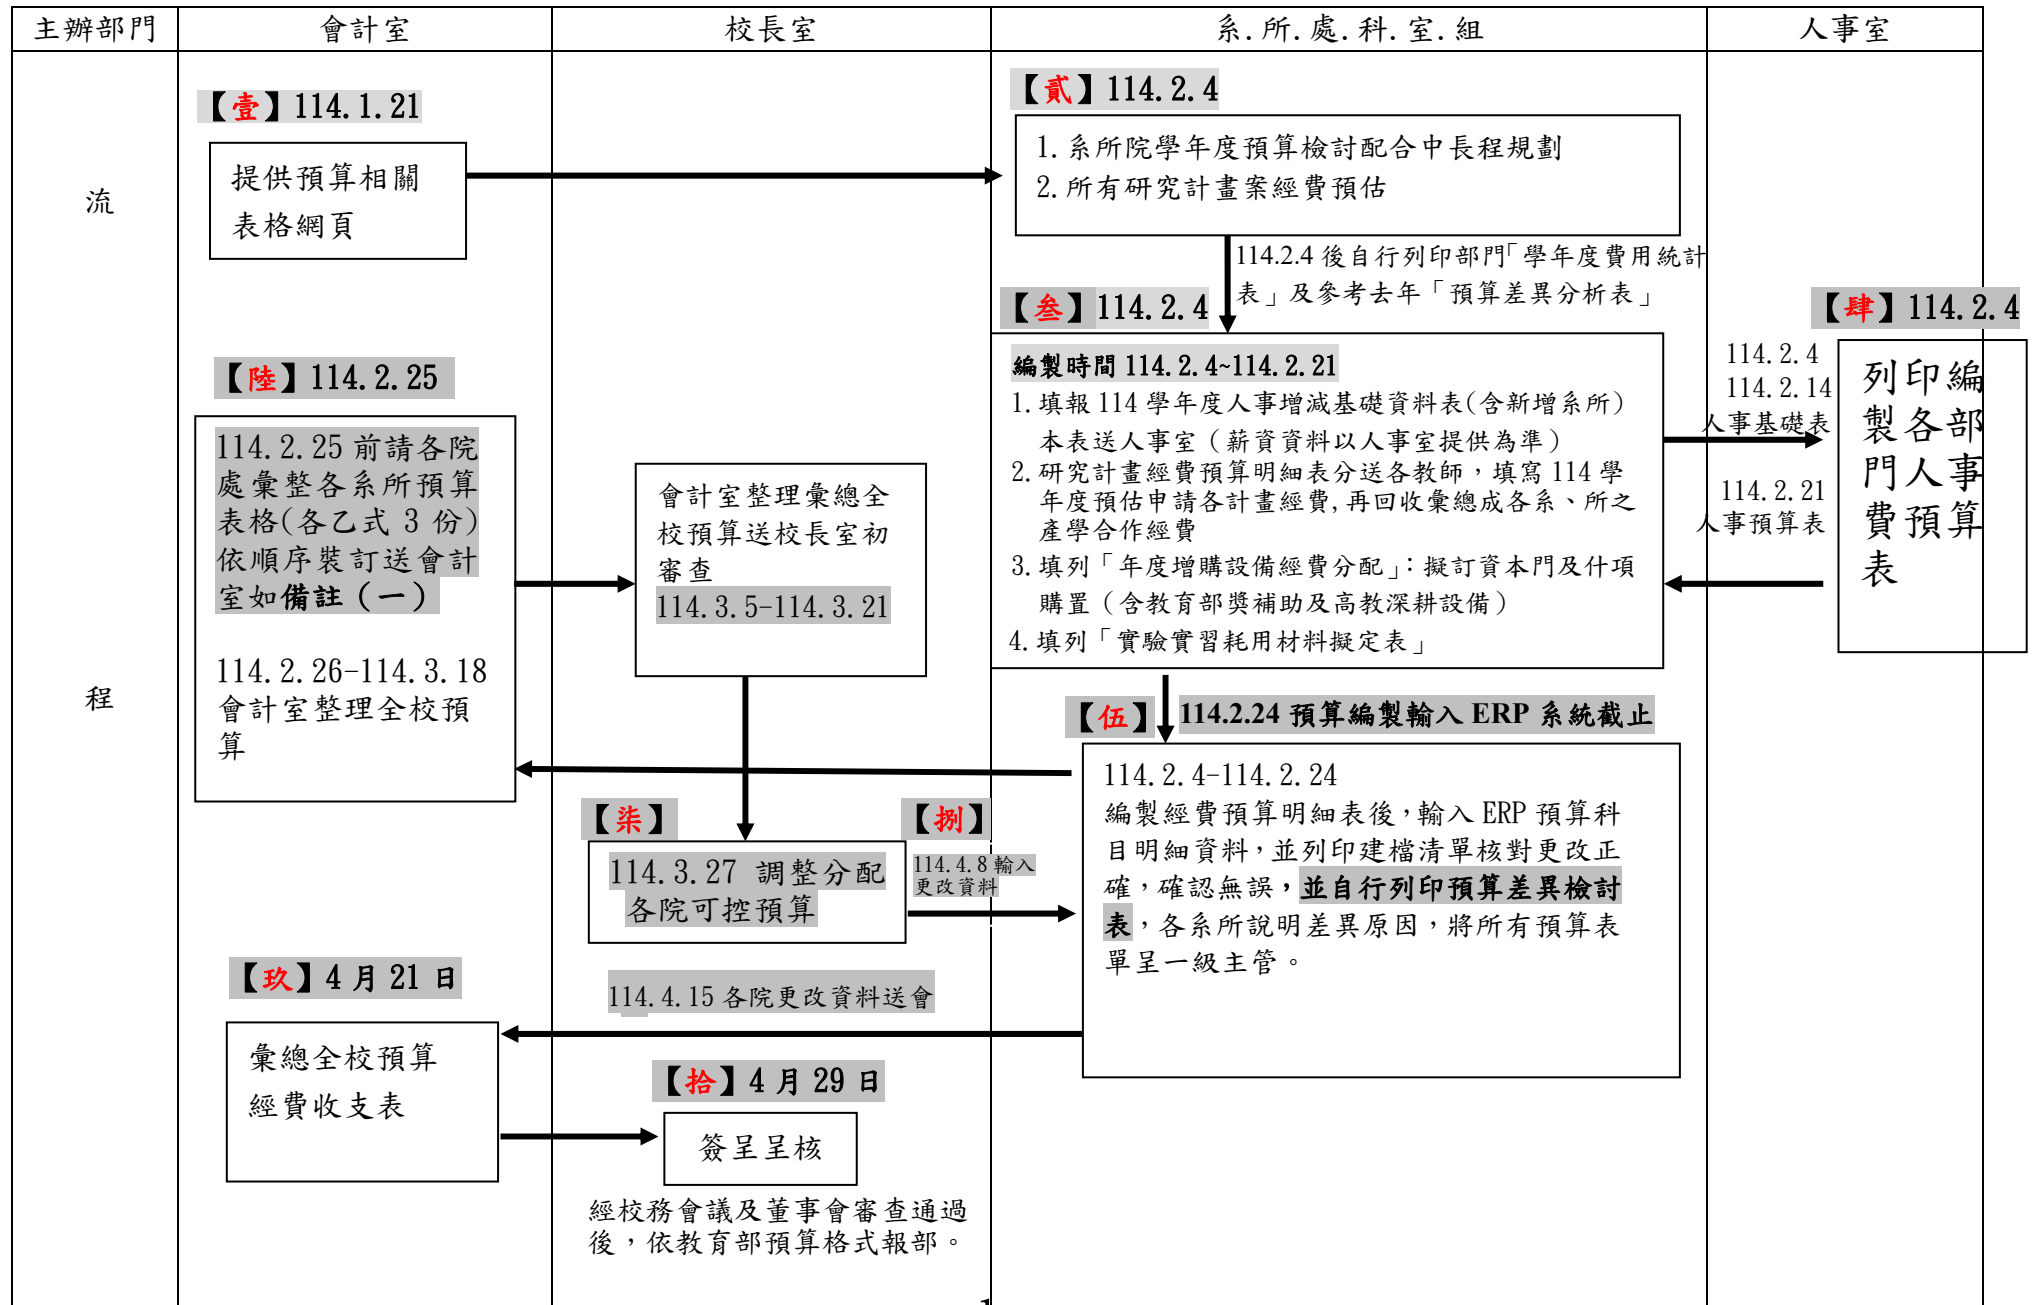 主辦部門
會計室
校長室
系.所.處.科.室.組
人事室
流
程
【壹】114.1.21
提供預算相關
表格網頁
【貳】114.2.4
1.系所院學年度預算檢討配合中長程規劃
2.所有研究計畫案經費預估
114.2.4 後自行列印部門「學年度費用統計
表」及參考去年「預算差異分析表」
【叁】114.2.4
編製時間 114.2.4~114.2.21
1.填報 114 學年度人事增減基礎資料表(含新增系所)
本表送人事室（薪資資料以人事室提供為準）
2.研究計畫經費預算明細表分送各教師，填寫 114 學
年度預估申請各計畫經費,再回收彙總成各系、所之
產學合作經費
3.填列「年度增購設備經費分配」：擬訂資本門及什項
購置（含教育部獎補助及高教深耕設備）
4.填列「實驗實習耗用材料擬定表」
114.2.4
114.2.14
人事基礎表
114.2.21
人事預算表
【肆】114.2.4
列印編
製各部
門人事
費預算
表
【伍】
114.2.24 預算編製輸入 ERP 系統截止
114.2.4-114.2.24
編製經費預算明細表後，輸入 ERP 預算科
目明細資料，並列印建檔清單核對更改正
確，確認無誤，並自行列印預算差異檢討
表，各系所說明差異原因，將所有預算表
單呈一級主管。
【陸】114.2.25
114.2.25 前請各院
處彙整各系所預算
表格(各乙式 3 份)
依順序裝訂送會計
室如備註（一）
114.2.26-114.3.18
會計室整理全校預
算
會計室整理彙總全
校預算送校長室初
審查
114.3.5-114.3.21
【柒】
114.3.27 調整分配
各院可控預算
【捌】
114.4.8 輸入
更改資料
114.4.15 各院更改資料送會
【玖】4 月 21 日
彙總全校預算
經費收支表
【拾】4 月 29 日
簽呈呈核
經校務會議及董事會審查通過
後，依教育部預算格式報部。